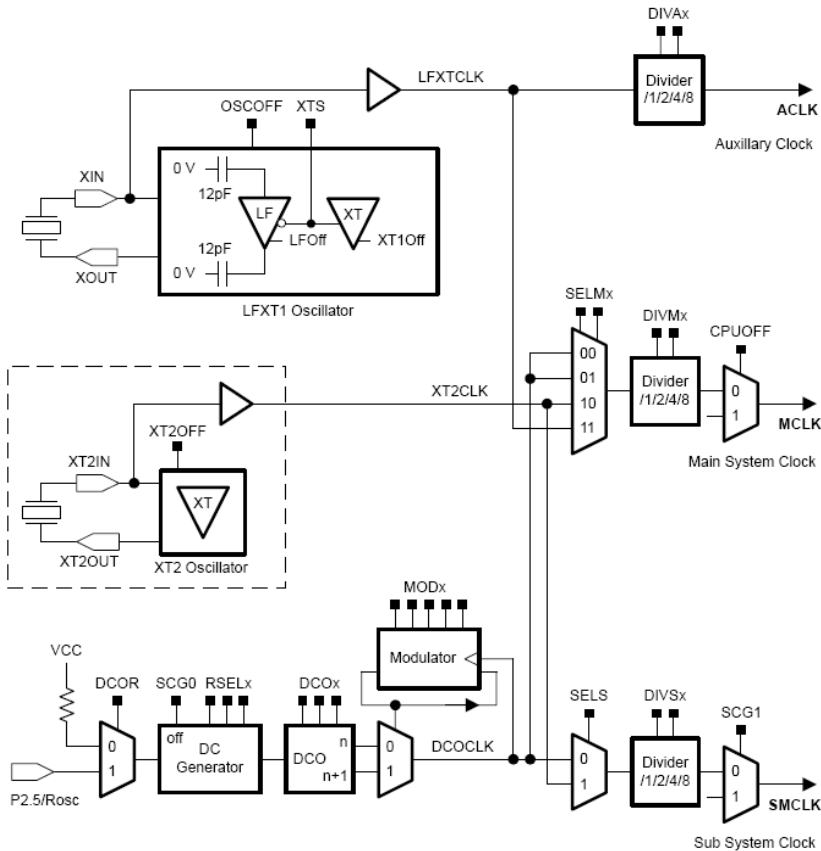 DIVAx
LFXTCLK
Divider
/1/2/4/8
ACLK
Auxillary Clock
OSCOFF
XTS
XIN
0 V
12pF
LF
XT
LFOff
XT1Off
12pF
0 V
XOUT
LFXT1 Oscillator
SELMx
DIVMx
CPUOFF
00
01
10
11
Divider
/1/2/4/8
0
1
MCLK
Main System Clock
XT2CLK
XT2OFF
XT2IN
XT
XT2OUT
XT2 Oscillator
MODx
Modulator
VCC
DCOR
SCG0
RSELx
DCOx
0
1
off
DC
Generator
DCO
n
n+1
0
1
DCOCLK
P2.5/Rosc
SELS
DIVSx
SCG1
0
1
Divider
/1/2/4/8
0
1
SMCLK
Sub System Clock